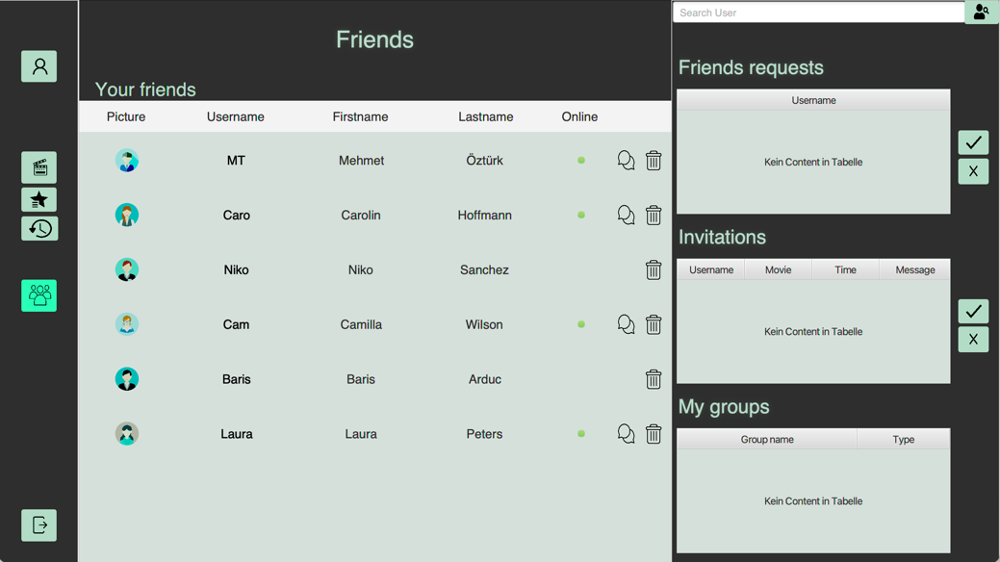 Friends
Your friends
Picture Username Firstname Lastname Online
MT Mehmet Öztürk
Caro Carolin Hoffmann
Niko Niko Sanchez
Cam Camilla Wilson
Baris Baris Arduc
Laura Laura Peters
Search User
Friends requests
Username
Kein Content in Tabelle
X
Invitations
Username Movie Time Message
Kein Content in Tabelle
X
My groups
Group name Type
Kein Content in Tabelle